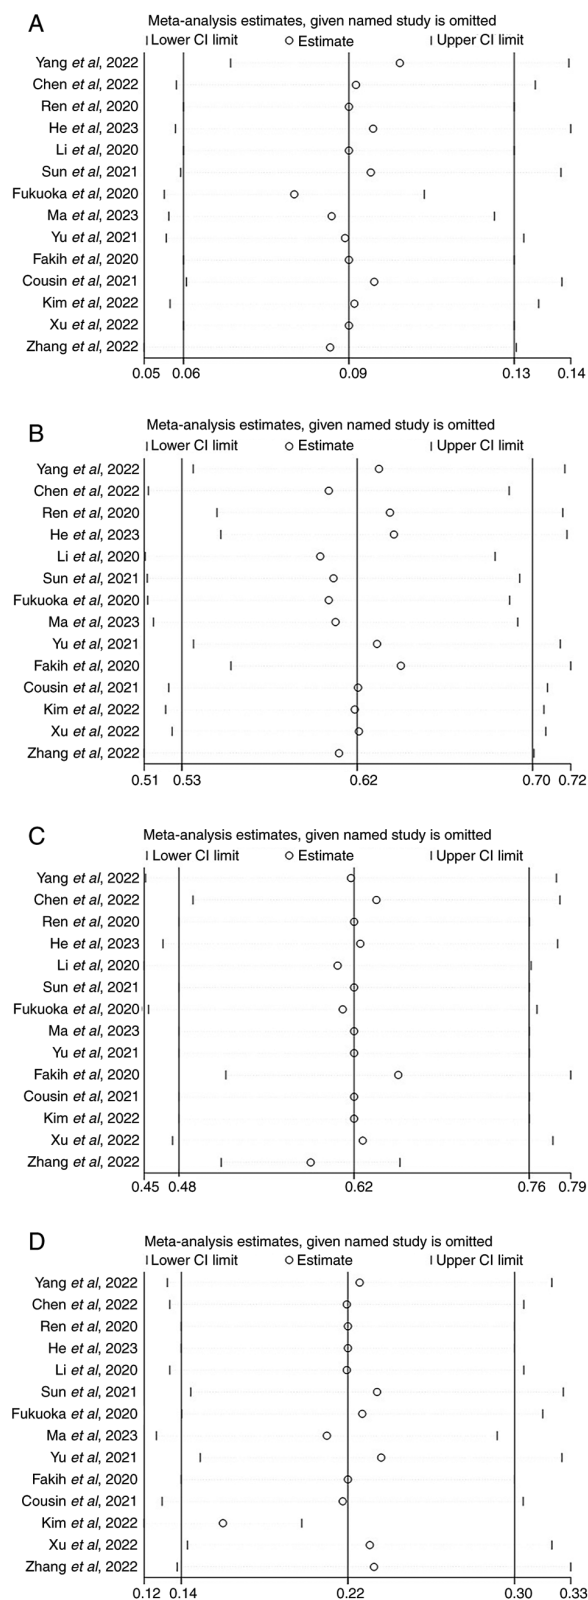 A
Meta-analysis estimates, given named study is omitted
Lower CI limit Estimate Upper CI limit
Yang et al, 2022
Chen et al, 2022
Ren et al, 2020
He et al, 2023
Li et al, 2020
Sun et al, 2021
Fukuoka et al, 2020
Ma et al, 2023
Yu et al, 2021
Fakih et al, 2020
Cousin et al, 2021
Kim et al, 2022
Xu et al, 2022
Zhang et al, 2022
0.05 0.06 0.09 0.13 0.14
B
Meta-analysis estimates, given named study is omitted
Lower CI limit Estimate Upper CI limit
Yang et al, 2022
Chen et al, 2022
Ren et al, 2020
He et al, 2023
Li et al, 2020
Sun et al, 2021
Fukuoka et al, 2020
Ma et al, 2023
Yu et al, 2021
Fakih et al, 2020
Cousin et al, 2021
Kim et al, 2022
Xu et al, 2022
Zhang et al, 2022
0.51 0.53 0.62 0.70 0.72
C
Meta-analysis estimates, given named study is omitted
Lower CI limit Estimate Upper CI limit
Yang et al, 2022
Chen et al, 2022
Ren et al, 2020
He et al, 2023
Li et al, 2020
Sun et al, 2021
Fukuoka et al, 2020
Ma et al, 2023
Yu et al, 2021
Fakih et al, 2020
Cousin et al, 2021
Kim et al, 2022
Xu et al, 2022
Zhang et al, 2022
0.45 0.48 0.62 0.76 0.79
D
Meta-analysis estimates, given named study is omitted
Lower CI limit Estimate Upper CI limit
Yang et al, 2022
Chen et al, 2022
Ren et al, 2020
He et al, 2023
Li et al, 2020
Sun et al, 2021
Fukuoka et al, 2020
Ma et al, 2023
Yu et al, 2021
Fakih et al, 2020
Cousin et al, 2021
Kim et al, 2022
Xu et al, 2022
Zhang et al, 2022
0.12 0.14 0.22 0.30 0.33